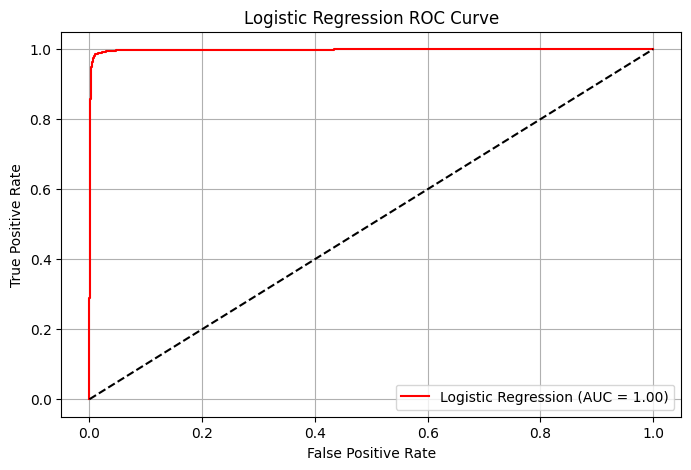 Logistic Regression ROC Curve
1.0
0.8
0.6
0.4
0.2
0.0
True Positive Rate
Logistic Regression (AUC = 1.00)
0.0 0.2 0.4 0.6 0.8 1.0
False Positive Rate